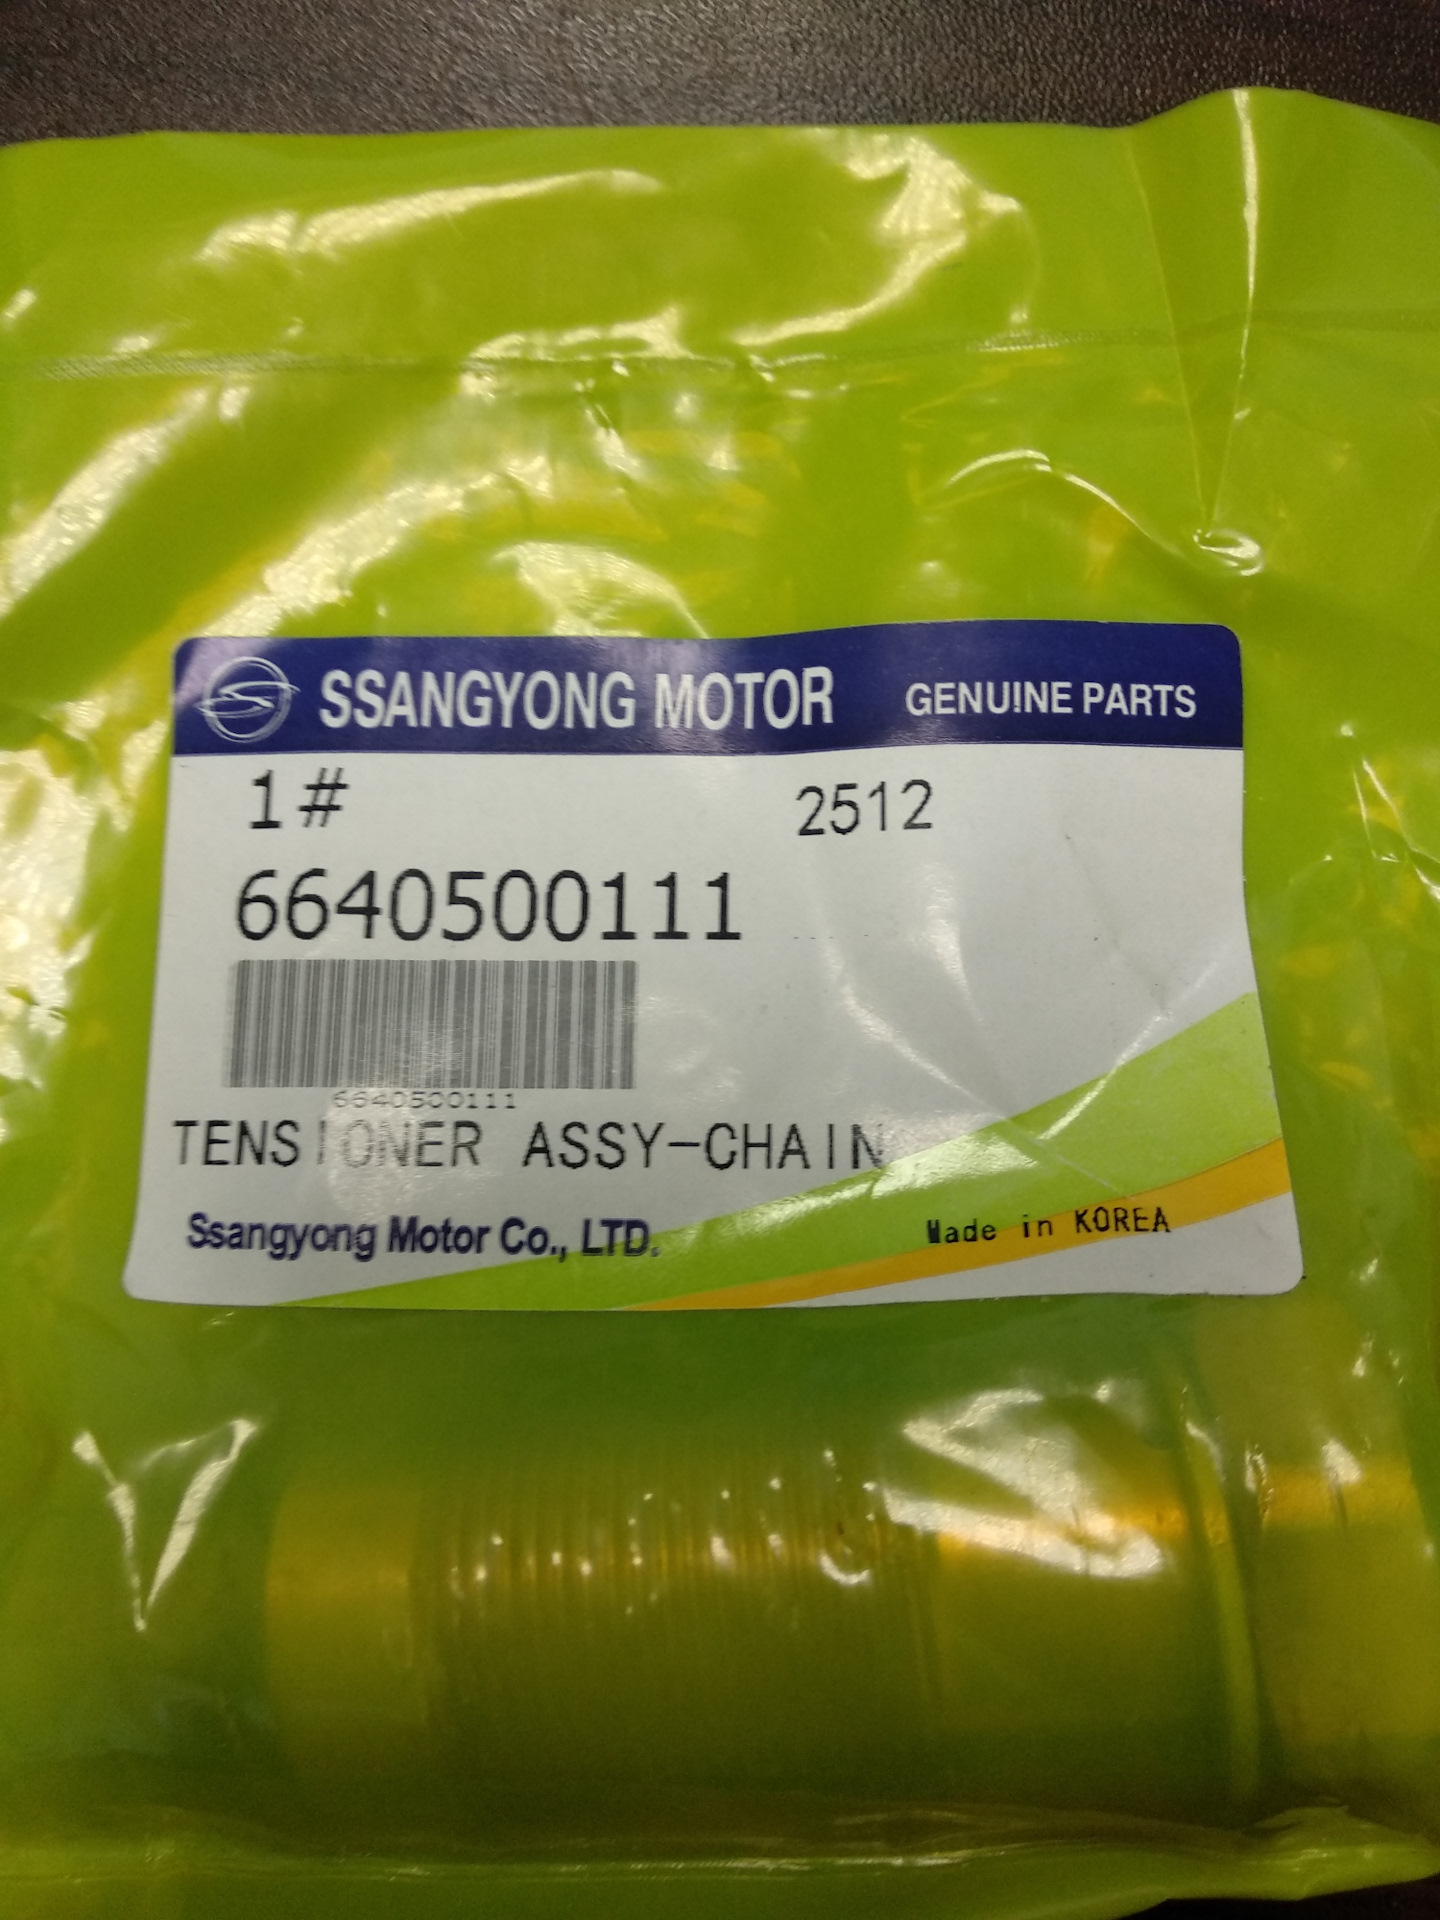 SSANGYONG MOTOR GENUINE PARTS
1# 2512
6640500111
6640500111
TENSIONER ASSY-CHAIN
Ssangyong Motor Co., LTD.
Made in KOREA